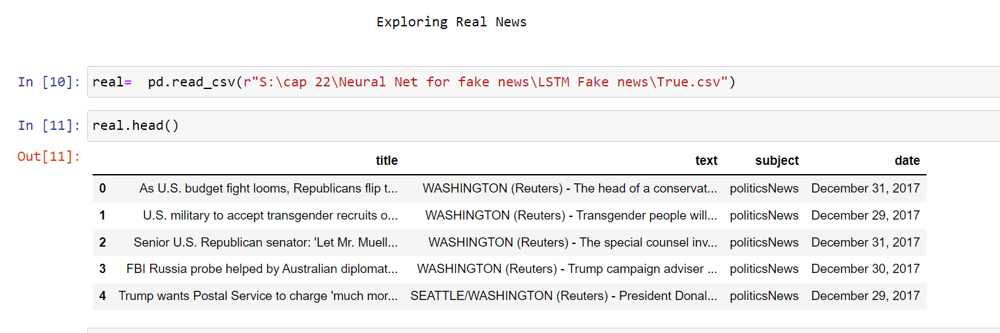 Exploring Real News
In [10]: real=  pd.read_csv(r"S:\cap 22\Neural Net for fake news\LSTM Fake news\True.csv")
In [11]: real.head()
Out[11]:
title text subject date
0 As U.S. budget fight looms, Republicans flip t... WASHINGTON (Reuters) - The head of a conservat... politicsNews December 31, 2017
1 U.S. military to accept transgender recruits o... WASHINGTON (Reuters) - Transgender people will... politicsNews December 29, 2017
2 Senior U.S. Republican senator: 'Let Mr. Muell... WASHINGTON (Reuters) - The special counsel inv... politicsNews December 31, 2017
3 FBI Russia probe helped by Australian diplomat... WASHINGTON (Reuters) - Trump campaign adviser ... politicsNews December 30, 2017
4 Trump wants Postal Service to charge 'much mor... SEATTLE/WASHINGTON (Reuters) - President Donal... politicsNews December 29, 2017